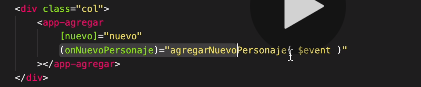 <div class="col">
<app-agregar
[nuevo]="nuevo"
(onNuevoPersonaje)="agregarNuevoPersonaje( $event )"
></app-agregar>
</div>